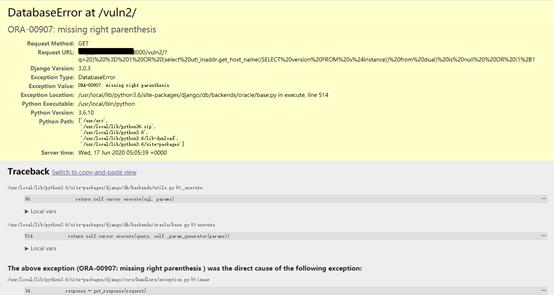 DatabaseError at /vuln2/
ORA-00907: missing right parenthesis
Request Method: GET
Request URL: 8000/vuln2/?
q=20)%20%3D%201%20OR%20(select%20utl_inaddr.get_host_name((SELECT%20version%20FROM%20v%24instance))%20from%20dual)%20is%20null%20%20OR%20(1%2B1
Django Version: 3.0.3
Exception Type: DatabaseError
Exception Value: ORA-00907: missing right parenthesis
Exception Location: /usr/local/lib/python3.6/site-packages/django/db/backends/oracle/base.py in execute, line 514
Python Executable: /usr/local/bin/python
Python Version: 3.6.10
Python Path: ['/usr/src',
'/usr/local/lib/python36.zip',
'/usr/local/lib/python3.6',
'/usr/local/lib/python3.6/lib-dynload',
'/usr/local/lib/python3.6/site-packages']
Server time: Wed, 17 Jun 2020 05:05:39 +0000
Traceback Switch to copy-and-paste view
/usr/local/lib/python3.6/site-packages/django/db/backends/utils.py in _execute
86. return self.cursor.execute(sql, params) ...
▶ Local vars
/usr/local/lib/python3.6/site-packages/django/db/backends/oracle/base.py in execute
514. return self.cursor.execute(query, self._param_generator(params)) ...
▶ Local vars
The above exception (ORA-00907: missing right parenthesis ) was the direct cause of the following exception:
/usr/local/lib/python3.6/site-packages/django/core/handlers/exception.py in inner
34. response = get_response(request) ...